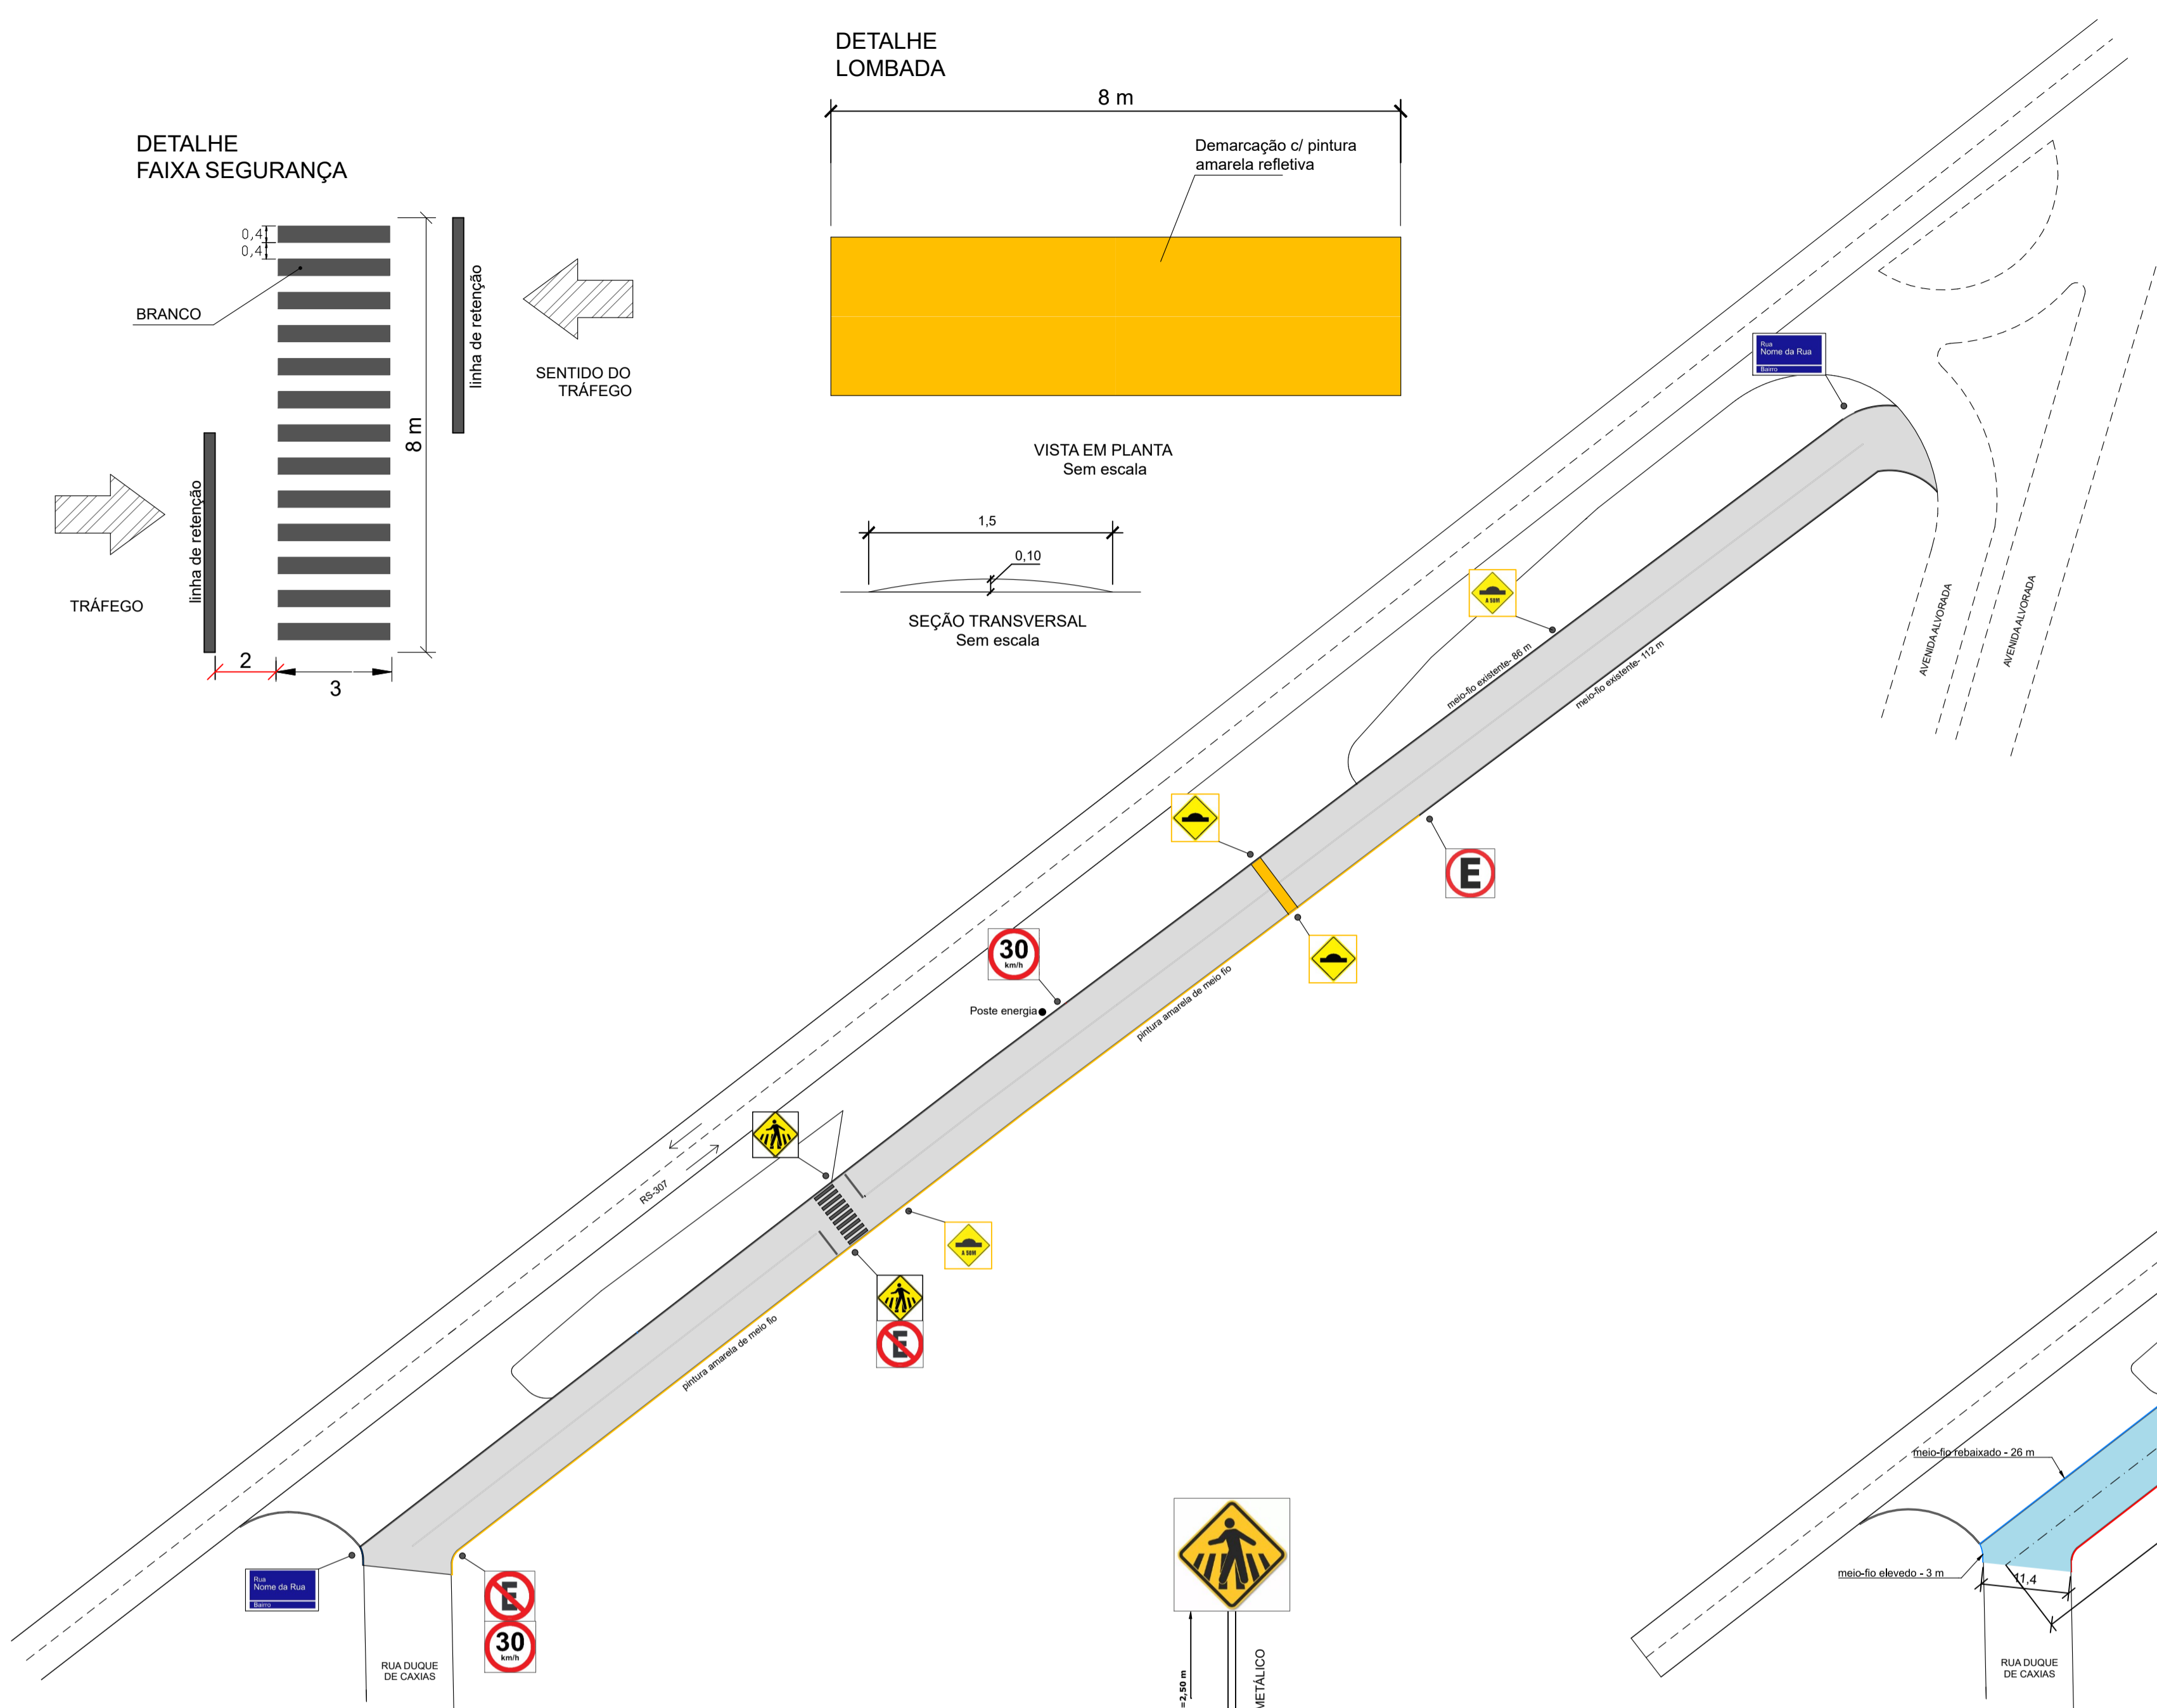 DETALHE
FAIXA SEGURANÇA
0,4
0,4
BRANCO
linha de retenção
SENTIDO DO
TRÁFEGO
8 m
linha de retenção
TRÁFEGO
2
3
DETALHE
LOMBADA
8 m
Demarcação c/ pintura
amarela refletiva
VISTA EM PLANTA
Sem escala
1,5
0,10
SEÇÃO TRANSVERSAL
Sem escala
Rua
Nome da Rua
Bairro
AVENIDA ALVORADA
AVENIDA ALVORADA
A 50M
meio-fio existente- 86 m
meio-fio existente- 112 m
E
30
km/h
Poste energia
pintura amarela de meio fio
RS-307
A 50M
E
pintura amarela de meio fio
Rua
Nome da Rua
Bairro
E
30
km/h
RUA DUQUE
DE CAXIAS
=2,50 m
METÁLICO
meio-fio rebaixado - 26 m
meio-fio elevedo - 3 m
11,4
RUA DUQUE
DE CAXIAS